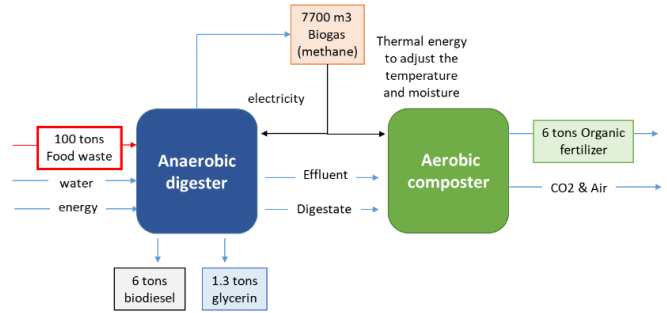 7700 m3
Biogas
(methane)
Thermal energy
to adjust the
temperature
and moisture
electricity
100 tons
Food waste
water
energy
Anaerobic
digester
Effluent
Digestate
Aerobic
composter
6 tons Organic
fertilizer
CO2 & Air
6 tons
biodiesel
1.3 tons
glycerin